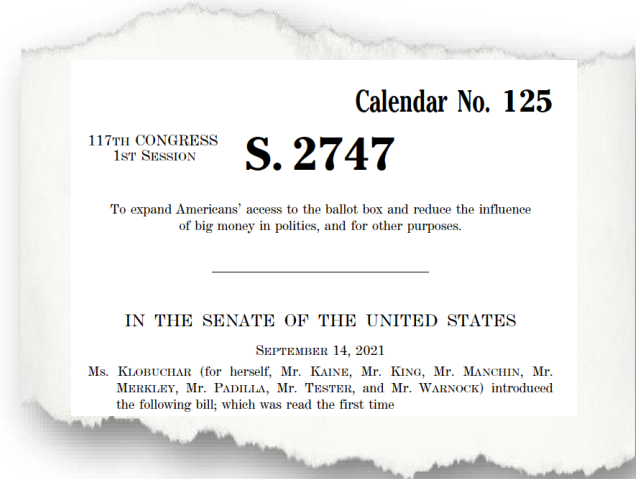 Calendar No. 125
117TH CONGRESS
1ST SESSION
S. 2747
To expand Americans' access to the ballot box and reduce the influence
of big money in politics, and for other purposes.
IN THE SENATE OF THE UNITED STATES
SEPTEMBER 14, 2021
Ms. KLOBUCHAR (for herself, Mr. KAINE, Mr. KING, Mr. MANCHIN, Mr.
MERKLEY, Mr. PADILLA, Mr. TESTER, and Mr. WARNOCK) introduced
the following bill; which was read the first time